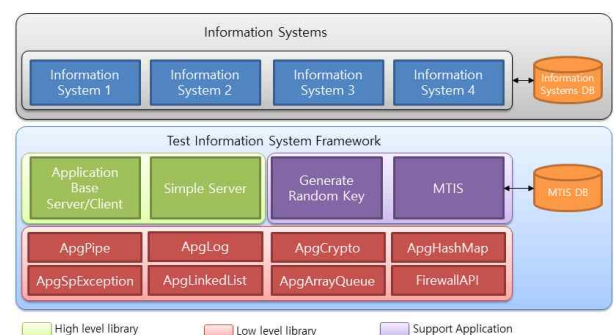 Information Systems
Information
System 1
Information
System 2
Information
System 3
Information
System 4
Information
Systems DB
Test Information System Framework
Application
Base
Server/Client
Simple Server
Generate
Random Key
MTIS
MTIS DB
ApgPipe
ApgLog
ApgCrypto
ApgHashMap
ApgSpException
ApgLinkedList
ApgArrayQueue
FirewallAPI
High level library
Low level library
Support Application